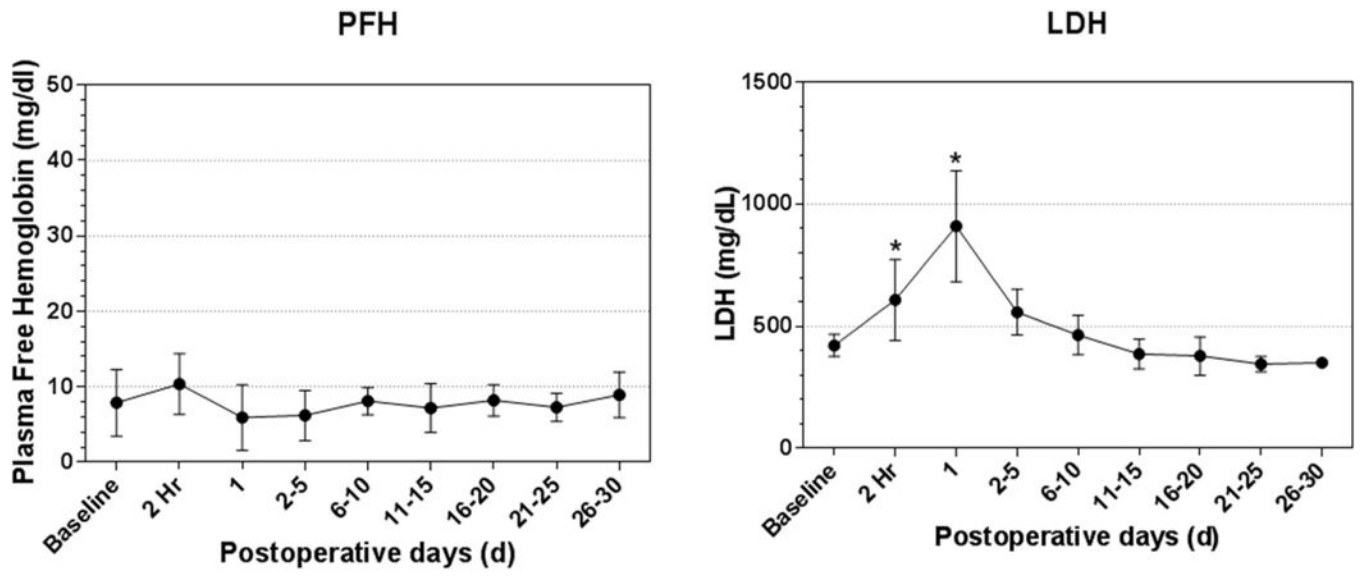 PFH
Plasma Free Hemoglobin (mg/dl)
50
40
30
20
10
0
Baseline
2 Hr
1
2-5
6-10
11-15
16-20
21-25
26-30
Postoperative days (d)
LDH
LDH (mg/dL)
1500
1000
500
0
*
*
Baseline
2 Hr
1
2-5
6-10
11-15
16-20
21-25
26-30
Postoperative days (d)